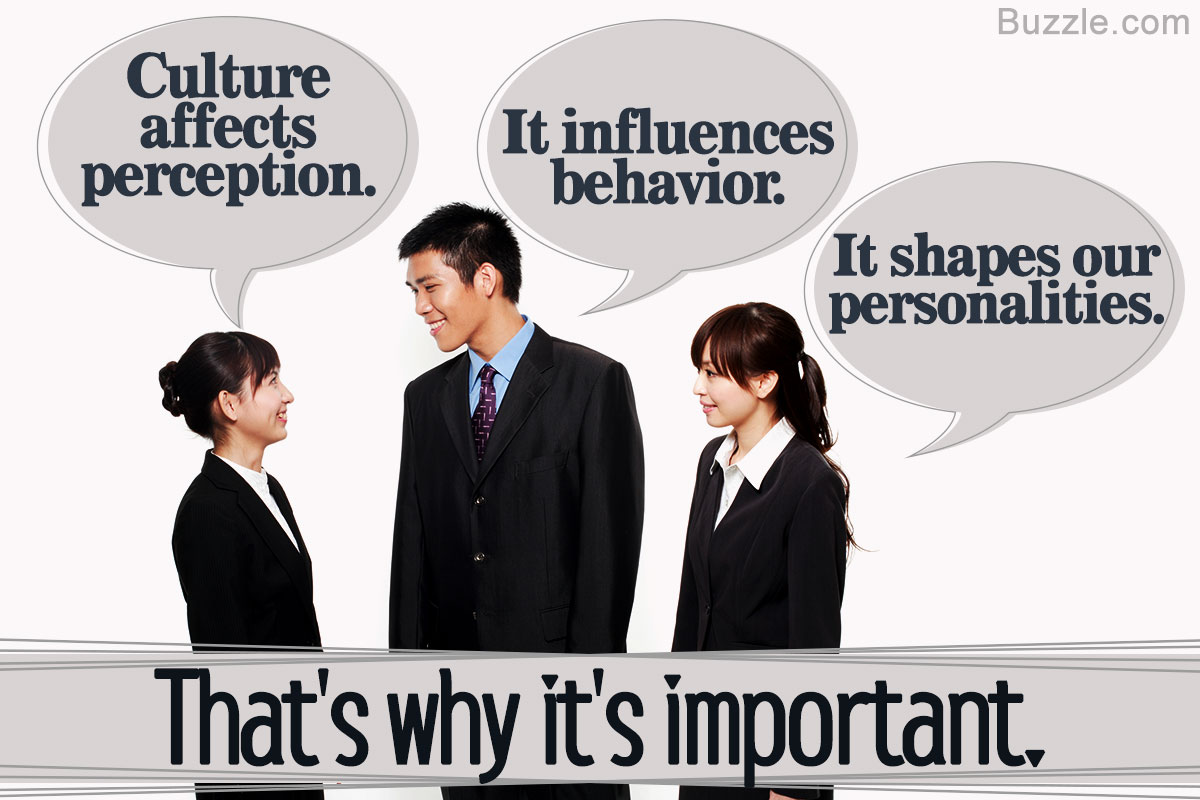 Buzzle.com
Culture
affects
perception.
It influences
behavior.
It shapes our
personalities.
That's why it's important.